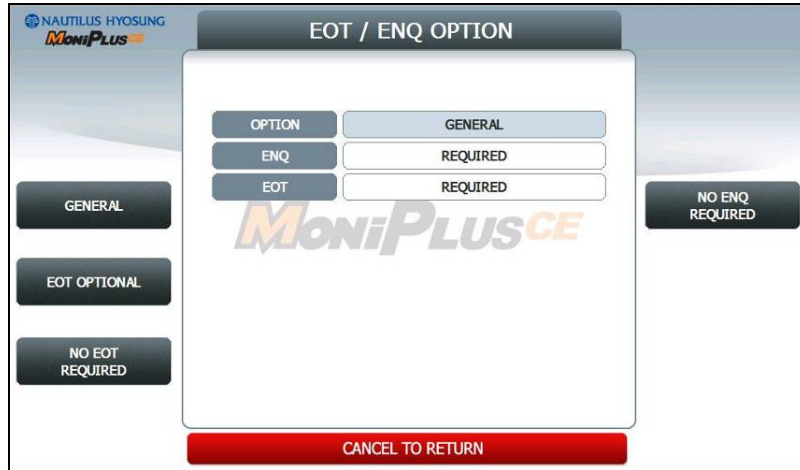 NAUTILUS HYOSUNG
MoniPlusCE
EOT / ENQ OPTION
OPTION GENERAL
ENQ REQUIRED
EOT REQUIRED
MoniPlusCE
GENERAL
EOT OPTIONAL
NO EOT
REQUIRED
NO ENQ
REQUIRED
CANCEL TO RETURN